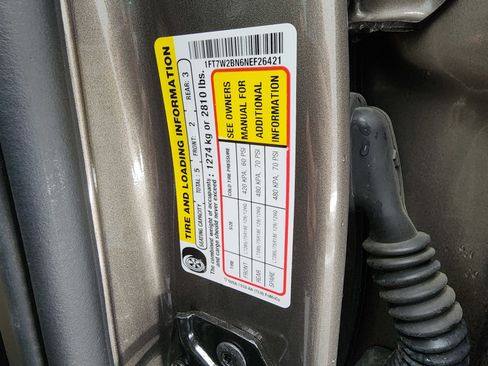 1FT7W2BN6NEF26421
TIRE AND LOADING INFORMATION
SEATING CAPACITY TOTAL: 5 FRONT: 2 REAR: 3
The combined weight of occupants
and cargo should never exceed : 1274 kg or 2810 lbs.
TIRE SIZE COLD TIRE PRESSURE
FRONT 420 KPA, 60 PSI
REAR 480 KPA, 70 PSI
SPARE 480 KPA, 70 PSI
SEE OWNERS
MANUAL FOR
ADDITIONAL
INFORMATION